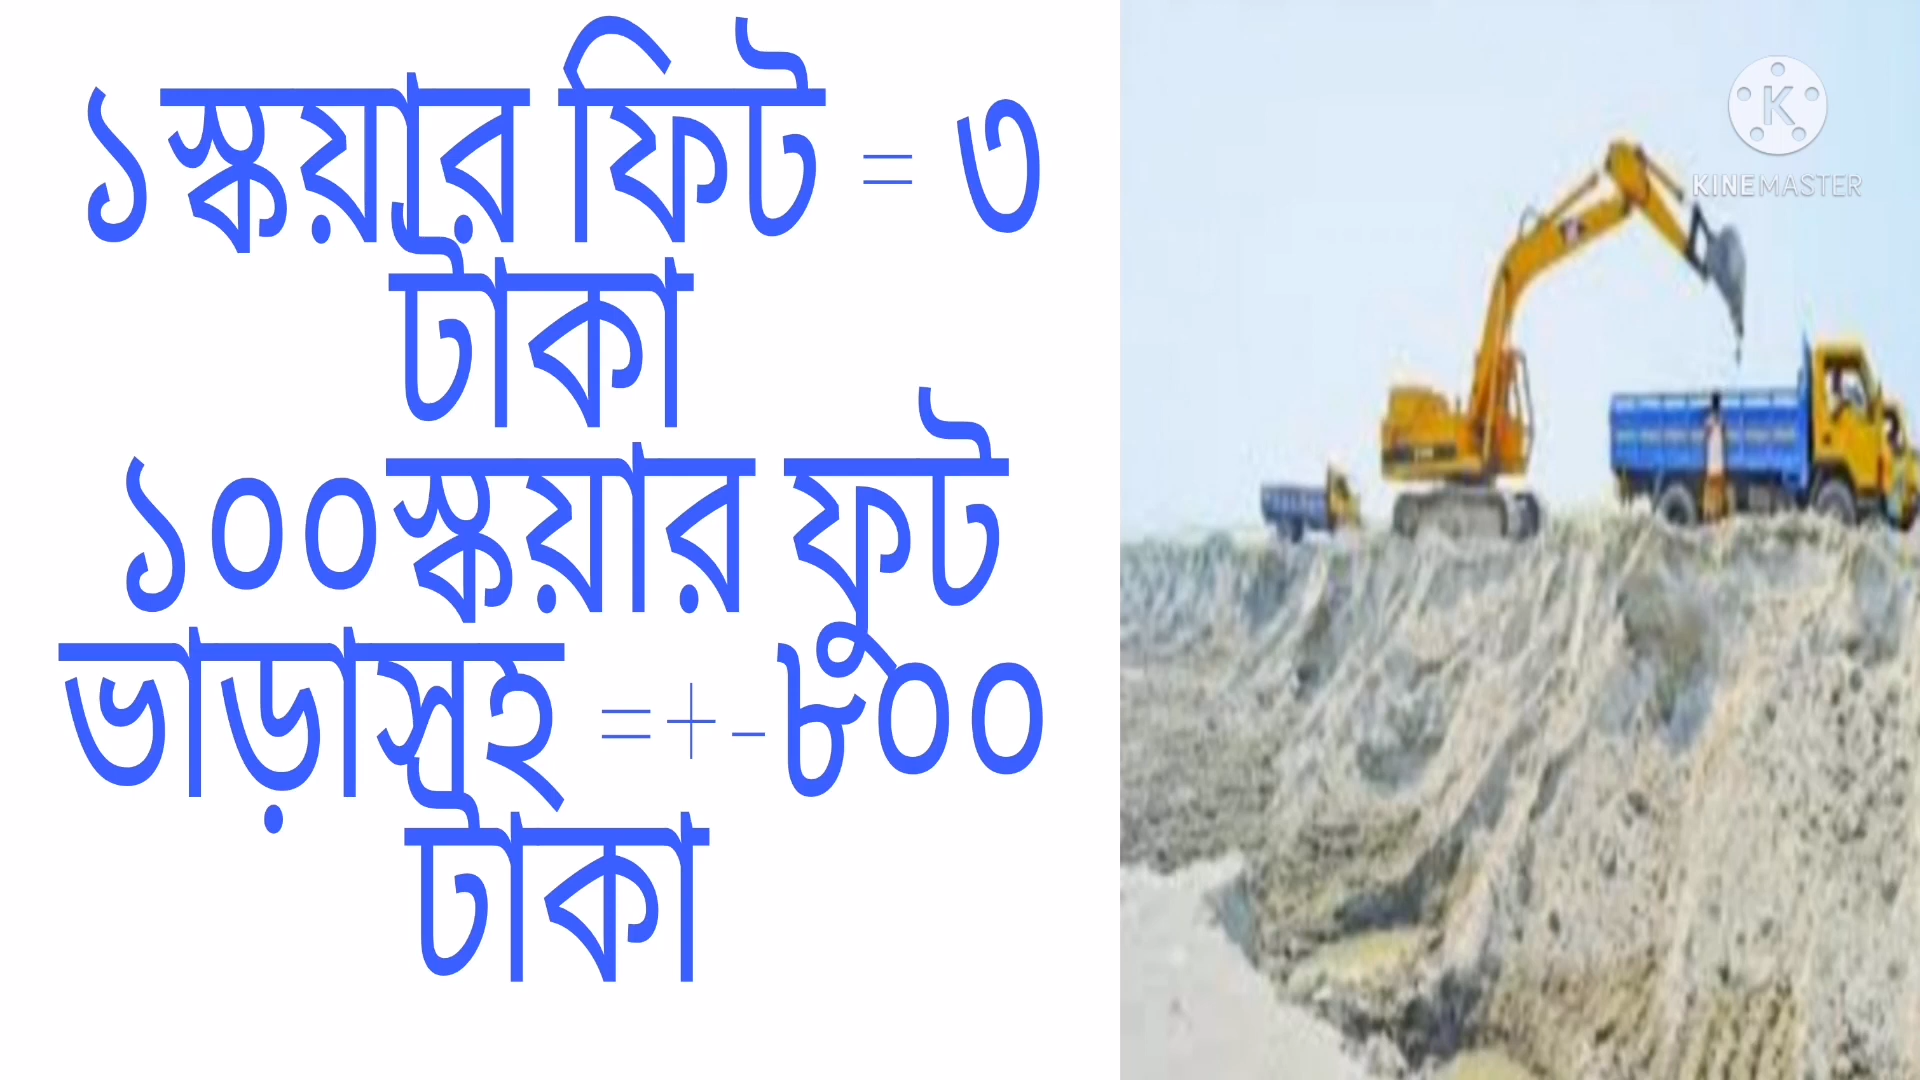 ১স্কয়ার ফিট = ৩
টাকা
১০০স্কয়ার ফুট
ভাড়াসহ =+-৮০০
টাকা
K
KINEMASTER